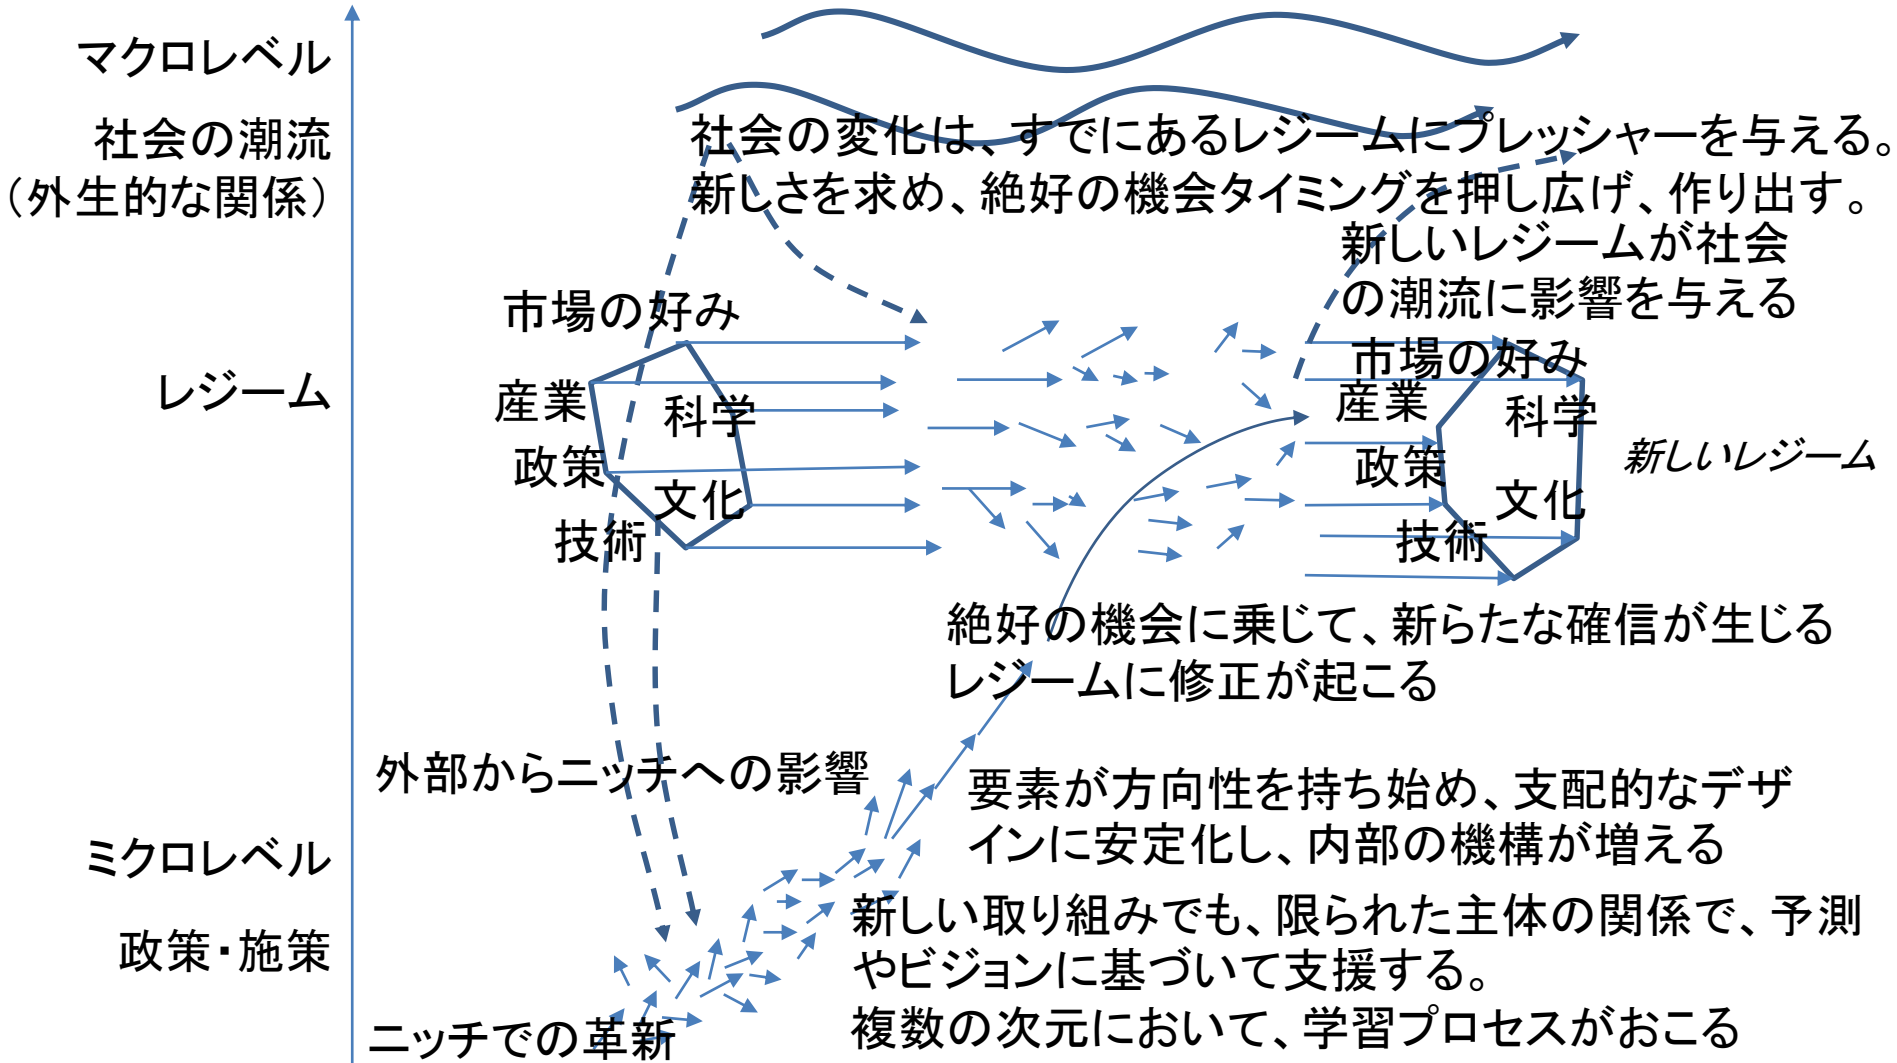 マクロレベル
社会の潮流
（外生的な関係）
社会の変化は、すでにあるレジームにプレッシャーを与える。
新しさを求め、絶好の機会タイミングを押し広げ、作り出す。
新しいレジームが社会
の潮流に影響を与える
レジーム
市場の好み
産業
科学
政策
文化
技術
市場の好み
産業
科学
政策
文化
技術
新しいレジーム
絶好の機会に乗じて、新らたな確信が生じる
レジームに修正が起こる
外部からニッチへの影響
要素が方向性を持ち始め、支配的なデザ
インに安定化し、内部の機構が増える
ミクロレベル
政策・施策
新しい取り組みでも、限られた主体の関係で、予測
やビジョンに基づいて支援する。
複数の次元において、学習プロセスがおこる
ニッチでの革新